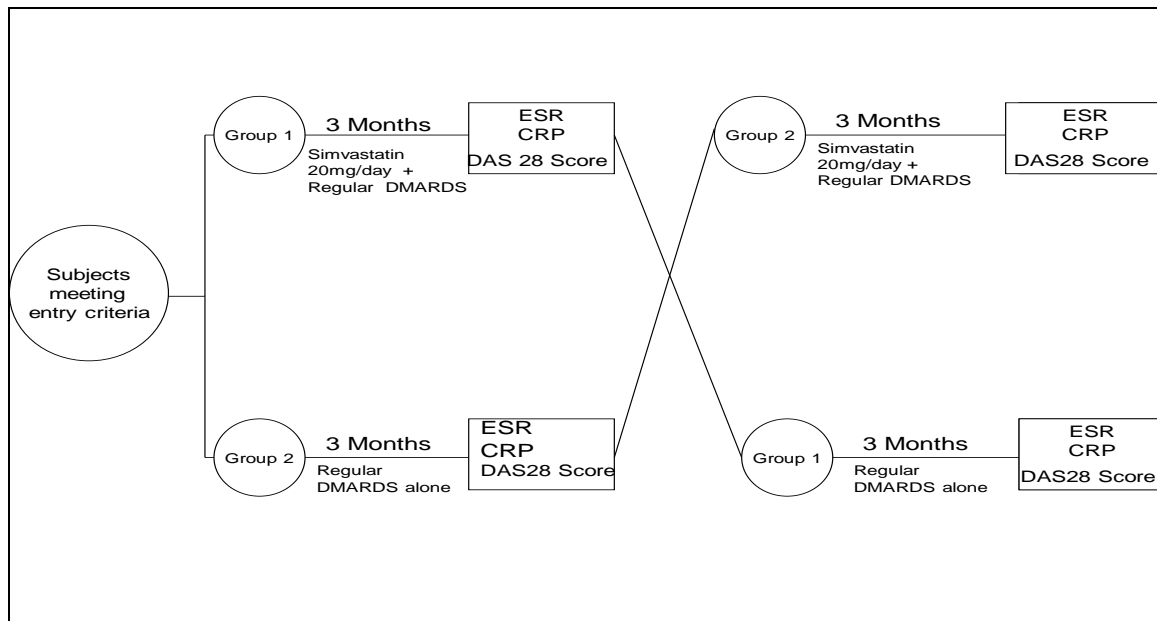 Subjects
meeting
entry criteria
Group 1
3 Months
Simvastatin
20mg/day +
Regular DMARDS
ESR
CRP
DAS 28 Score
Group 2
3 Months
Regular
DMARDS alone
ESR
CRP
DAS28 Score
Group 2
3 Months
Simvastatin
20mg/day +
Regular DMARDS
ESR
CRP
DAS28 Score
Group 1
3 Months
Regular
DMARDS alone
ESR
CRP
DAS28 Score